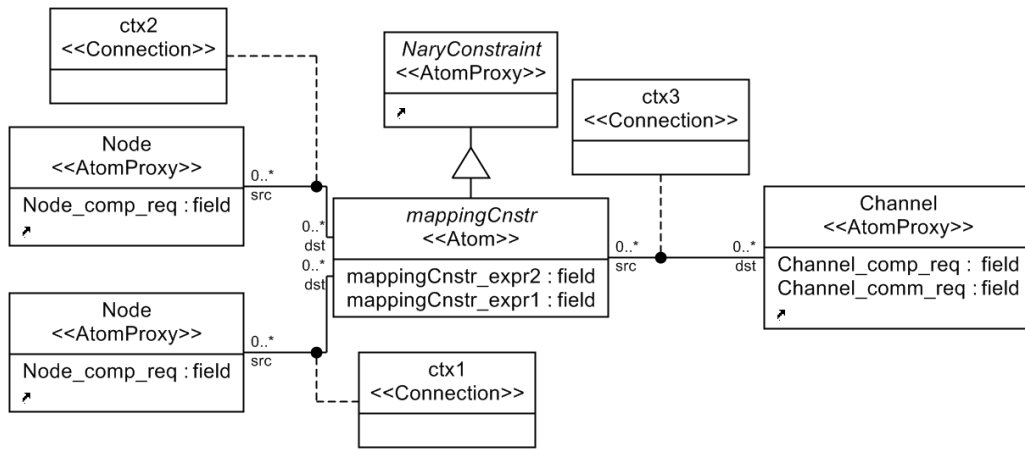 ctx2
<<Connection>>
NaryConstraint
<<AtomProxy>>
ctx3
<<Connection>>
Node
<<AtomProxy>>
Node_comp_req : field
0..*
src
0..*
dst
mappingCnstr
<<Atom>>
mappingCnstr_expr2 : field
mappingCnstr_expr1 : field
0..*
src
0..*
dst
Channel
<<AtomProxy>>
Channel_comp_req : field
Channel_comm_req : field
0..*
dst
Node
<<AtomProxy>>
Node_comp_req : field
0..*
src
ctx1
<<Connection>>